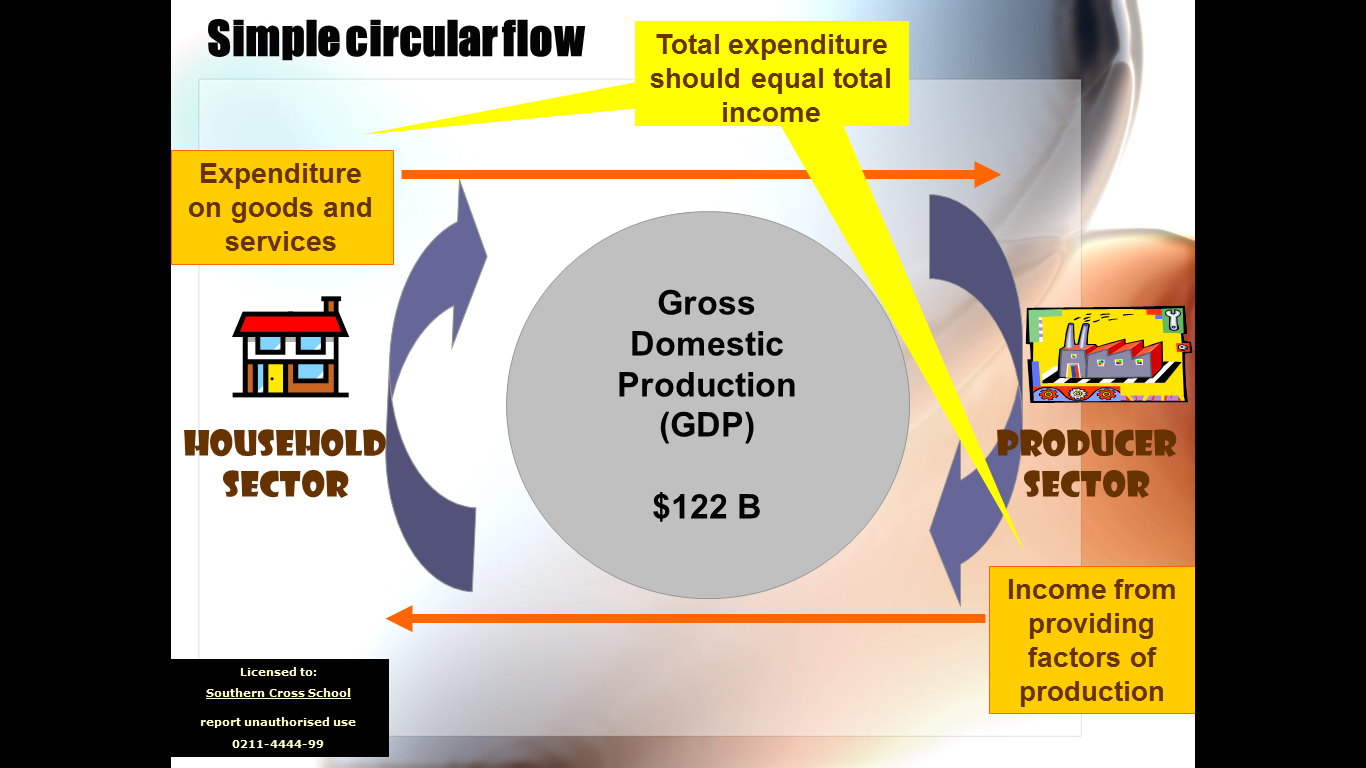 Simple circular flow
Total expenditure
should equal total
income
Expenditure
on goods and
services
Gross
Domestic
Production
(GDP)
$122 B
HOUSEHOLD
SECTOR
PRODUCER
SECTOR
Income from
providing
factors of
production
Licensed to:
Southern Cross School
report unauthorised use
0211-4444-99